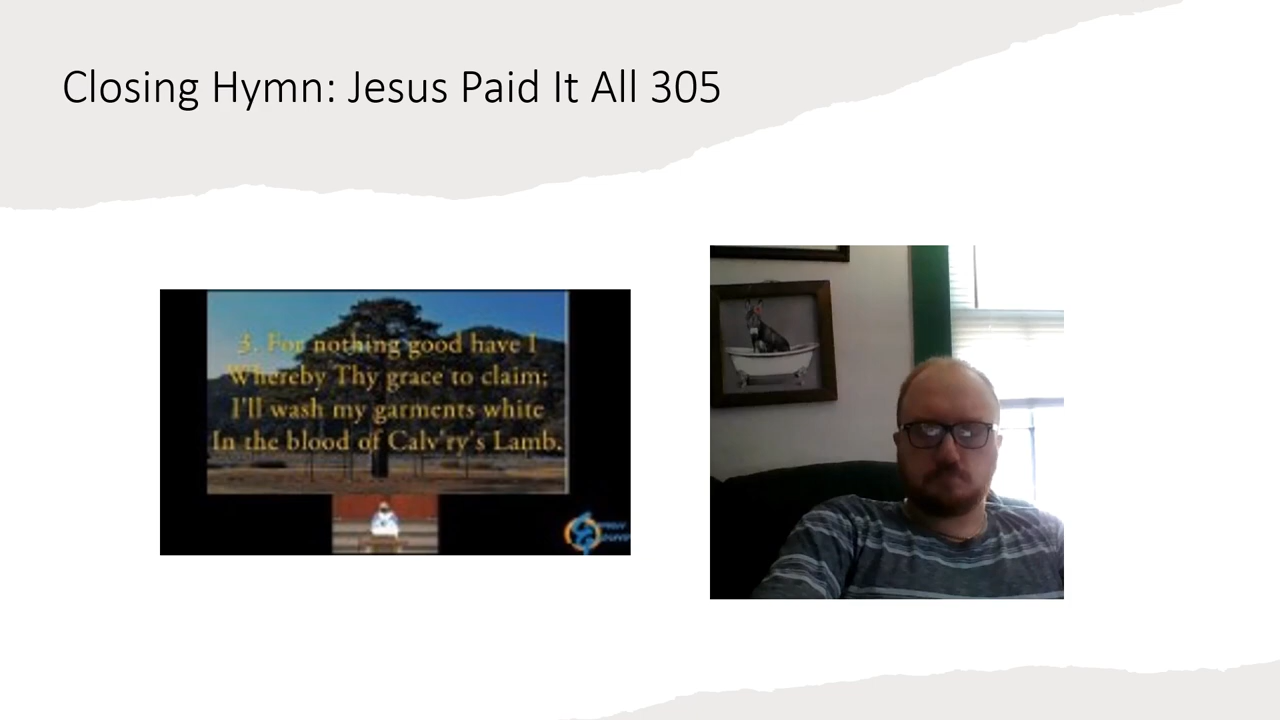 Closing Hymn: Jesus Paid It All 305
3. For nothing good have I
Whereby Thy grace to claim;
I'll wash my garments white
In the blood of Calv'ry's Lamb.